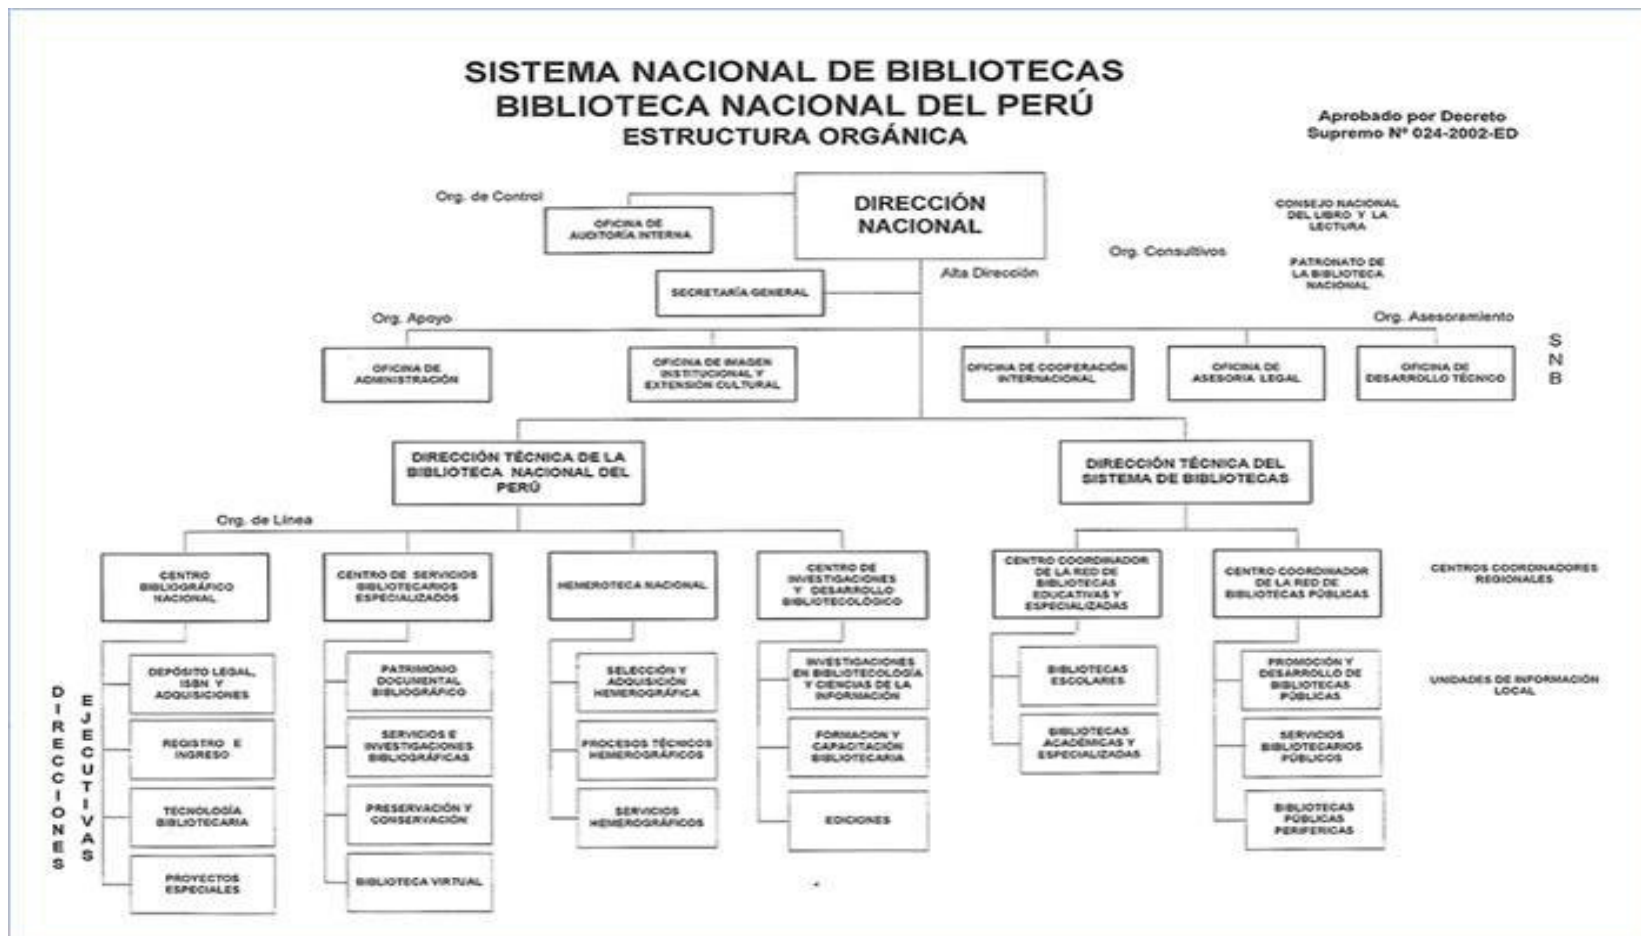 SISTEMA NACIONAL DE BIBLIOTECAS
BIBLIOTECA NACIONAL DEL PERÚ
ESTRUCTURA ORGÁNICA
Aprobado por Decreto
Supremo Nº 024-2002-ED
Org. de Control
OFICINA DE
AUDITORÍA INTERNA
DIRECCIÓN
NACIONAL
CONSEJO NACIONAL
DEL LIBRO Y LA
LECTURA
Org. Consultivos
PATRONATO DE
LA BIBLIOTECA
NACIONAL
Alta Dirección
SECRETARÍA GENERAL
Org. Apoyo
Org. Asesoramiento
OFICINA DE
ADMINISTRACIÓN
OFICINA DE IMAGEN
INSTITUCIONAL Y
EXTENSIÓN CULTURAL
OFICINA DE COOPERACIÓN
INTERNACIONAL
OFICINA DE
ASESORIA LEGAL
OFICINA DE
DESARROLLO TÉCNICO
SNB
DIRECCIÓN TÉCNICA DE LA
BIBLIOTECA NACIONAL DEL
PERÚ
DIRECCIÓN TÉCNICA DEL
SISTEMA DE BIBLIOTECAS
Org. de Línea
CENTRO
BIBLIOGRÁFICO
NACIONAL
CENTRO DE SERVICIOS
BIBLIOTECARIOS
ESPECIALIZADOS
HEMEROTECA NACIONAL
CENTRO DE
INVESTIGACIONES
Y DESARROLLO
BIBLIOTECOLÓGICO
CENTRO COORDINADOR
DE LA RED DE
BIBLIOTECAS
EDUCATIVAS Y
ESPECIALIZADAS
CENTRO COORDINADOR
DE LA RED DE
BIBLIOTECAS PÚBLICAS
CENTROS COORDINADORES
REGIONALES
DIRECCIONES
EJECUTIVAS
DEPÓSITO LEGAL,
ISBN Y
ADQUISICIONES
REGISTRO E
INGRESO
TECNOLOGÍA
BIBLIOTECARIA
PROYECTOS
ESPECIALES
PATRIMONIO
DOCUMENTAL
BIBLIOGRÁFICO
SERVICIOS E
INVESTIGACIONES
BIBLIOGRÁFICAS
PRESERVACIÓN Y
CONSERVACIÓN
BIBLIOTECA VIRTUAL
SELECCIÓN Y
ADQUISICIÓN
HEMEROGRÁFICA
PROCESOS TÉCNICOS
HEMEROGRÁFICOS
SERVICIOS
HEMEROGRÁFICOS
INVESTIGACIONES
EN BIBLIOTECOLOGÍA
Y CIENCIAS DE LA
INFORMACIÓN
FORMACION Y
CAPACITACIÓN
BIBLIOTECARIA
EDICIONES
BIBLIOTECAS
ESCOLARES
BIBLIOTECAS
ACADÉMICAS Y
ESPECIALIZADAS
PROMOCIÓN Y
DESARROLLO DE
BIBLIOTECAS
PÚBLICAS
SERVICIOS
BIBLIOTECARIOS
PÚBLICOS
BIBLIOTECAS
PÚBLICAS
PERIFERICAS
UNIDADES DE INFORMACIÓN
LOCAL